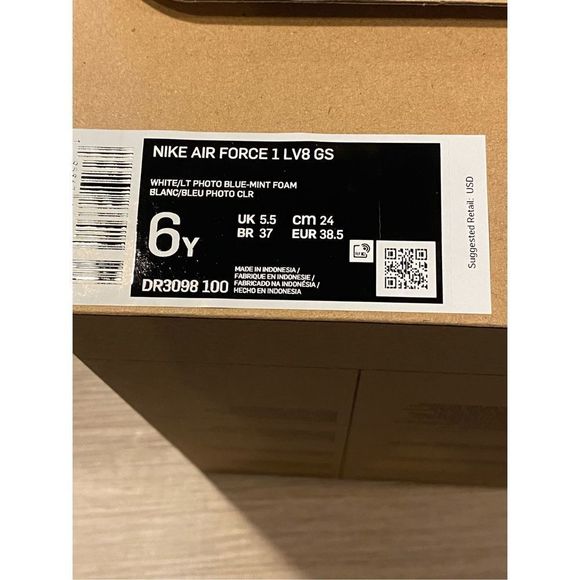 NIKE AIR FORCE 1 LV8 GS
WHITE/LT PHOTO BLUE-MINT FOAM
BLANC/BLEU PHOTO CLR
6Y
UK 5.5 cm 24
BR 37 EUR 38.5
DR3098 100
MADE IN INDONESIA/
FABRIQUE EN INDONESIE/
FABRICADO NA INDONÉSIA/
HECHO EN INDONESIA
Suggested Retail: USD